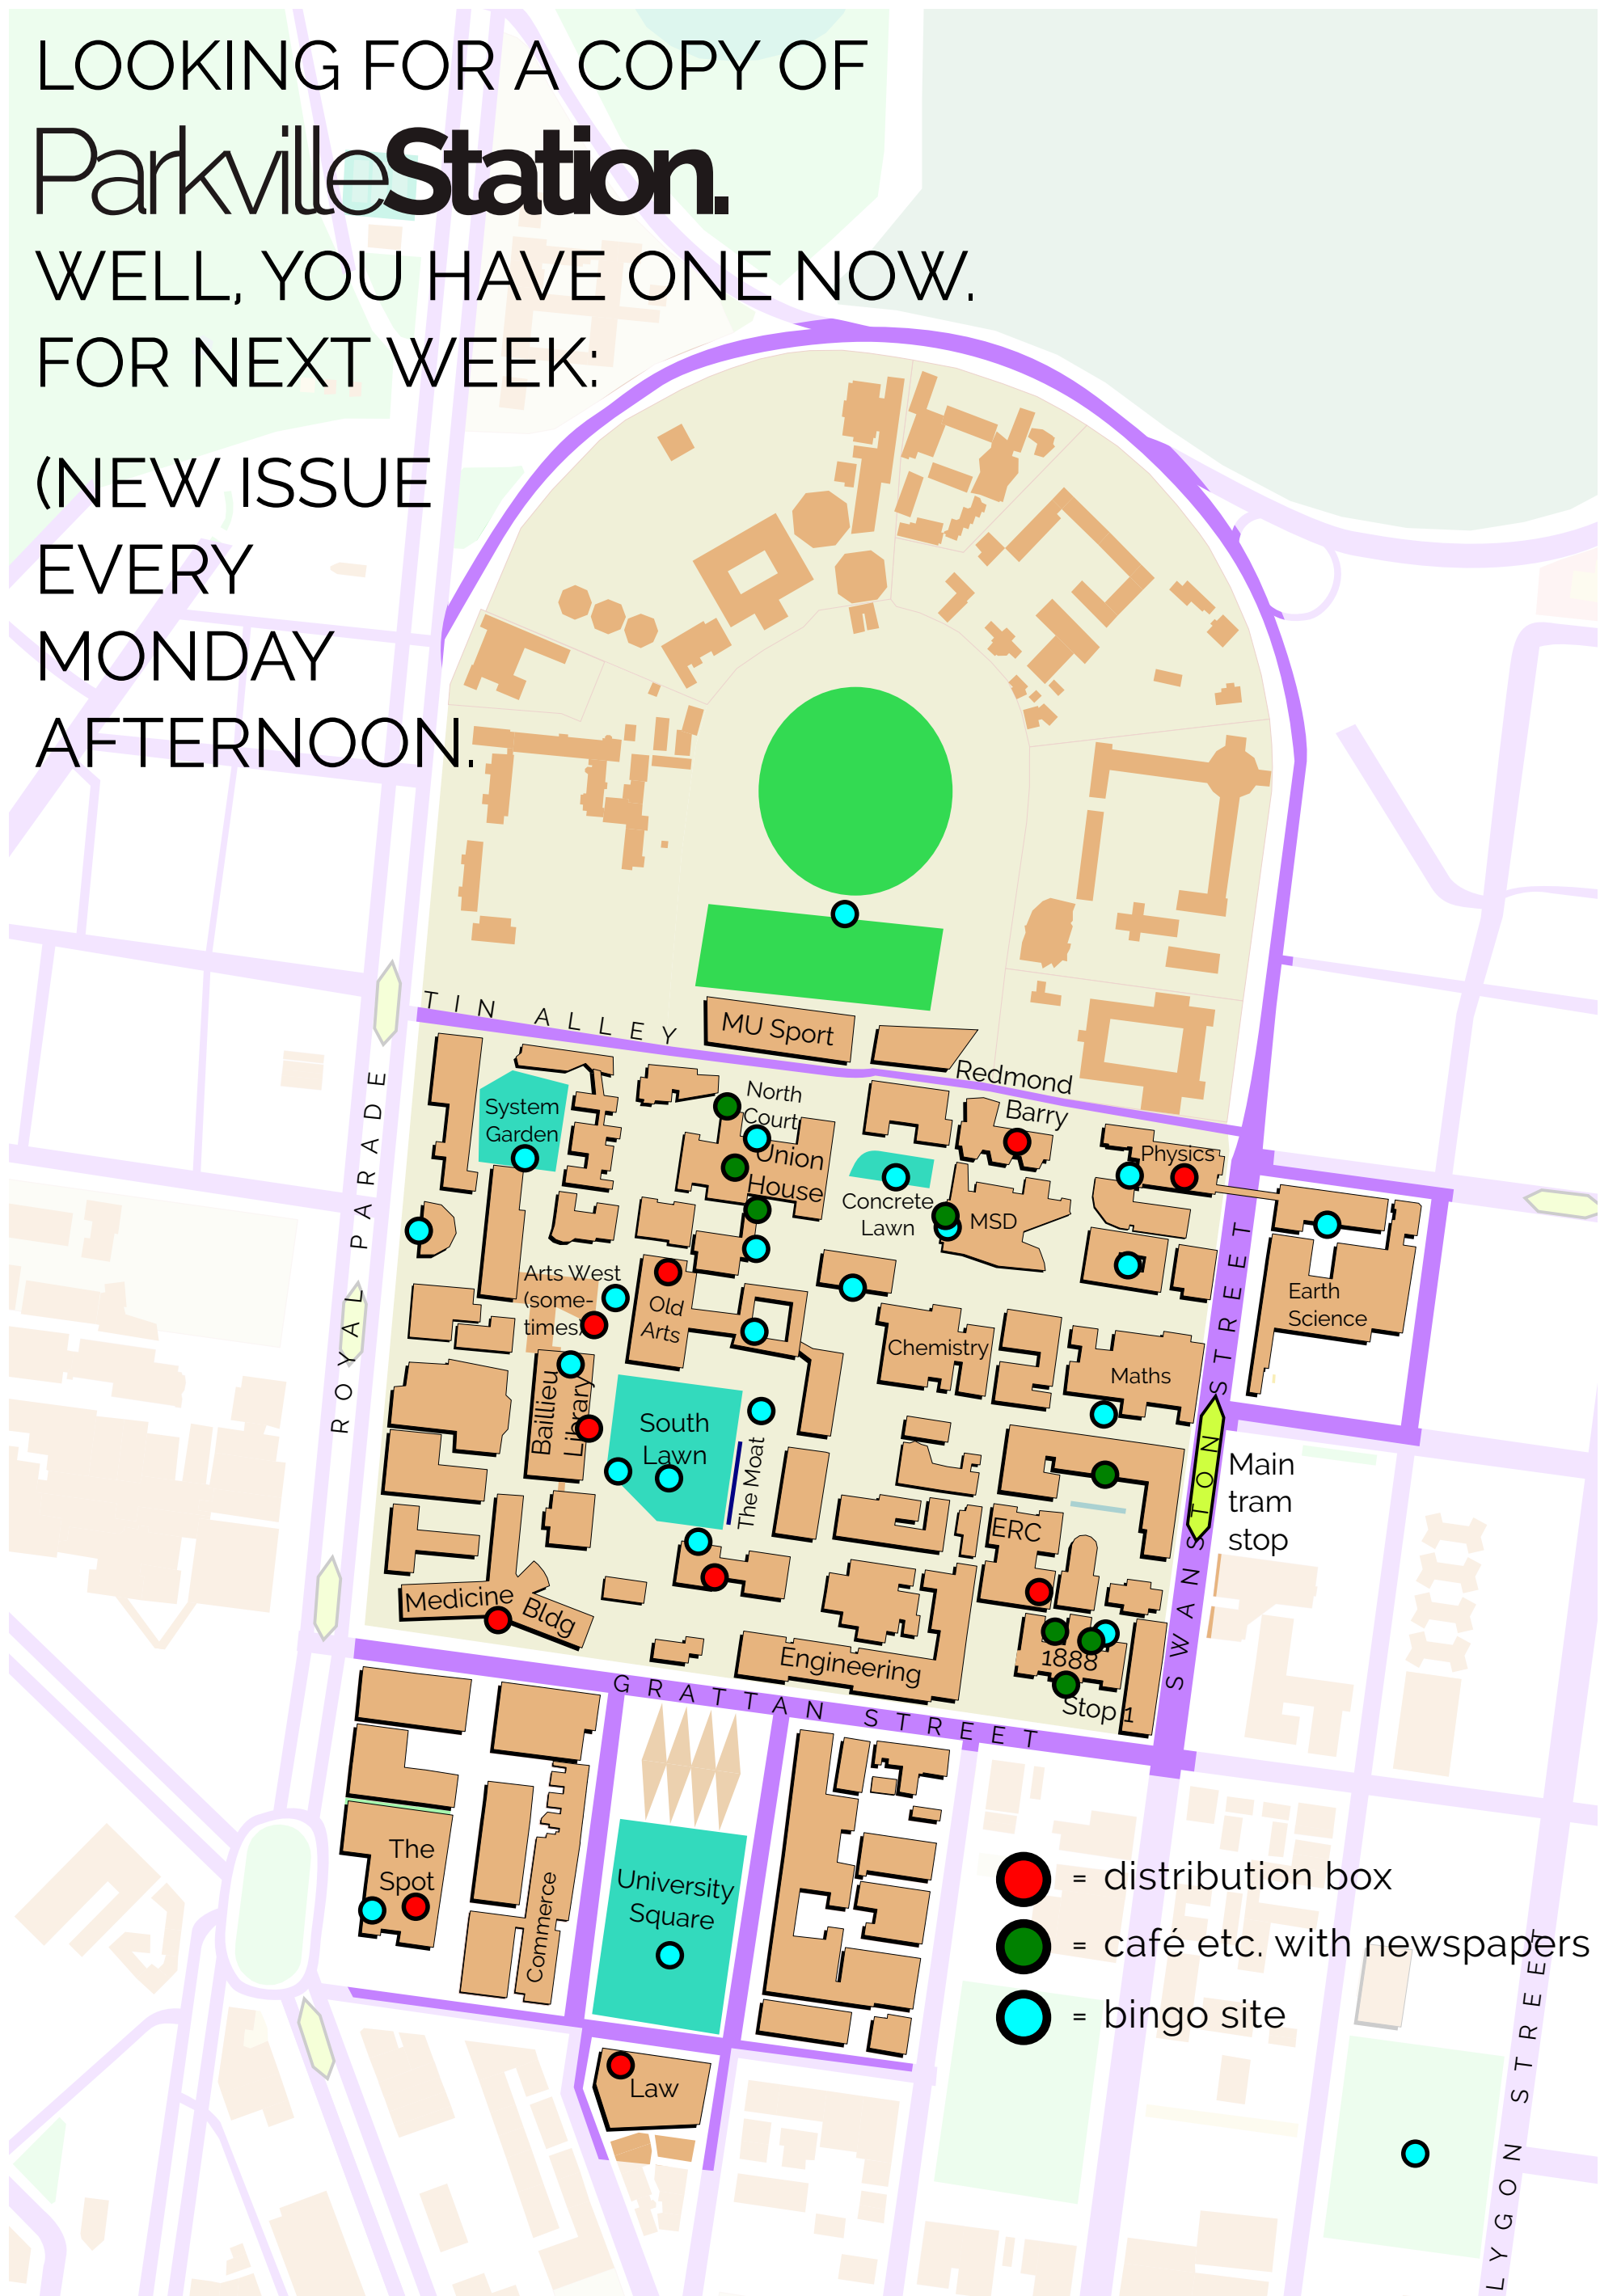 LOOKING FOR A COPY OF
ParkvilleStation.
WELL, YOU HAVE ONE NOW.
FOR NEXT WEEK:
(NEW ISSUE
EVERY
MONDAY
AFTERNOON.
TIN ALLEY
MU Sport
Redmond
Barry
System
Garden
North
Court
Union
House
Physics
Concrete
Lawn
MSD
ROYAL PARADE
Arts West
(some-
times)
Old
Arts
Earth
Science
Chemistry
Maths
Baillieu
Library
South
Lawn
The Moat
Main
tram
stop
SWANSTON STREET
ERC
Medicine
Bldg
Engineering
1888
Stop 1
GRATTAN STREET
The
Spot
Commerce
University
Square
Law
= distribution box
= café etc. with newspapers
= bingo site
LYGON STREET